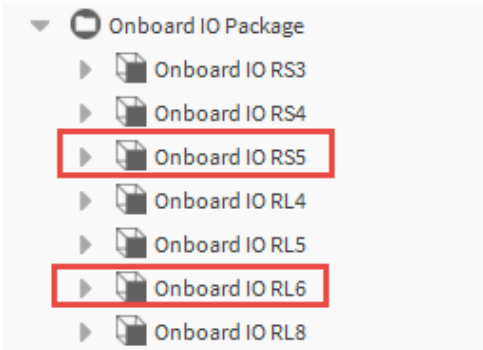 Onboard IO Package
Onboard IO RS3
Onboard IO RS4
Onboard IO RS5
Onboard IO RL4
Onboard IO RL5
Onboard IO RL6
Onboard IO RL8